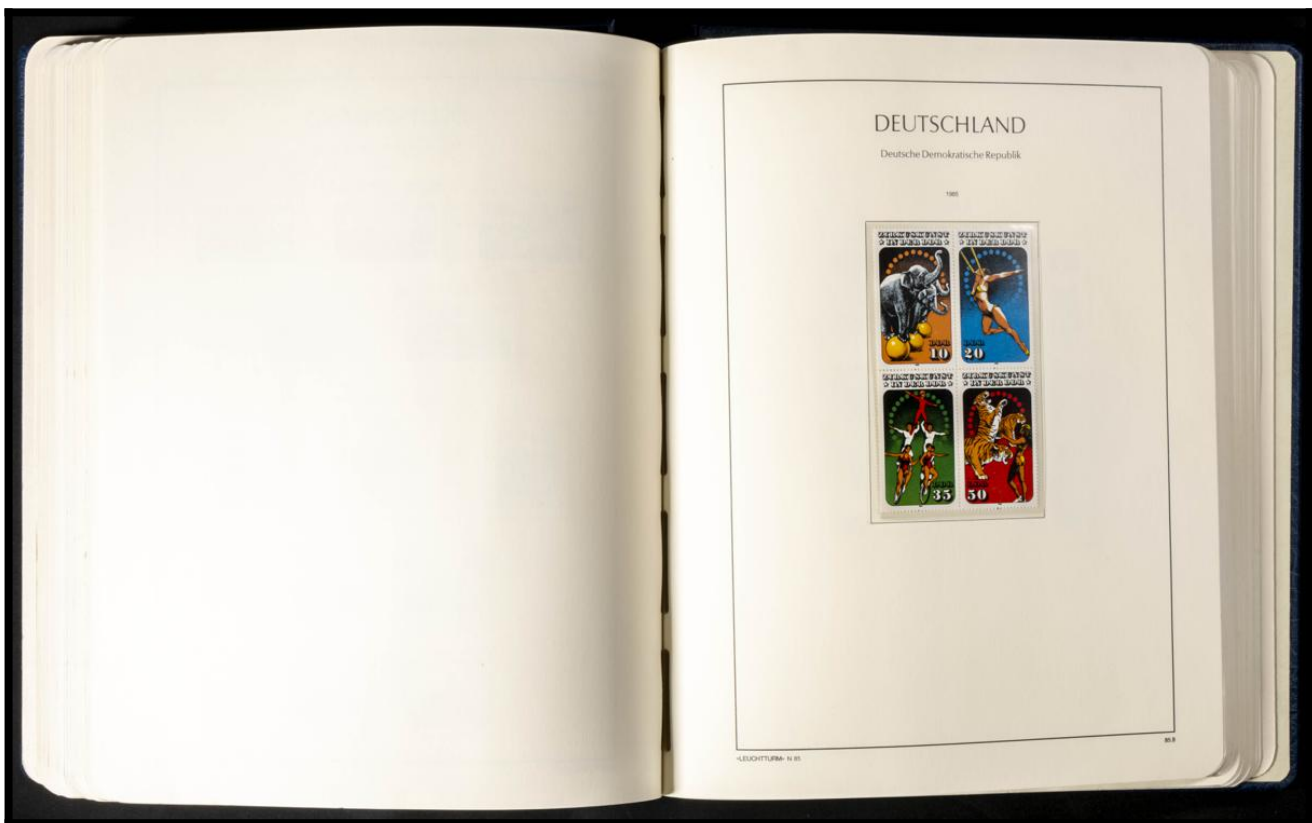 DEUTSCHLAND
Deutsche Demokratische Republik
1985
ZIRKUSKUNST
★ IN DER DDR ★
DDR
10
ZIRKUSKUNST
★ IN DER DDR ★
DDR
20
ZIRKUSKUNST
★ IN DER DDR ★
DDR
35
ZIRKUSKUNST
★ IN DER DDR ★
DDR
50
»LEUCHTTURM« N 85